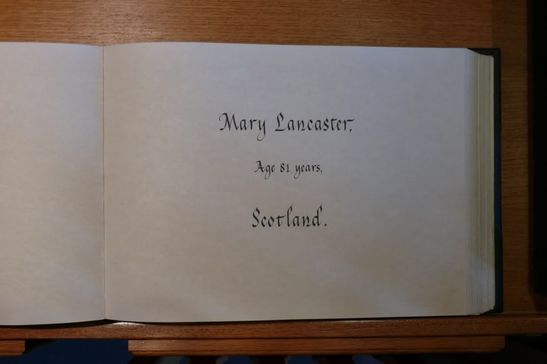 Mary Lancaster,
Age 81 years,
Scotland.